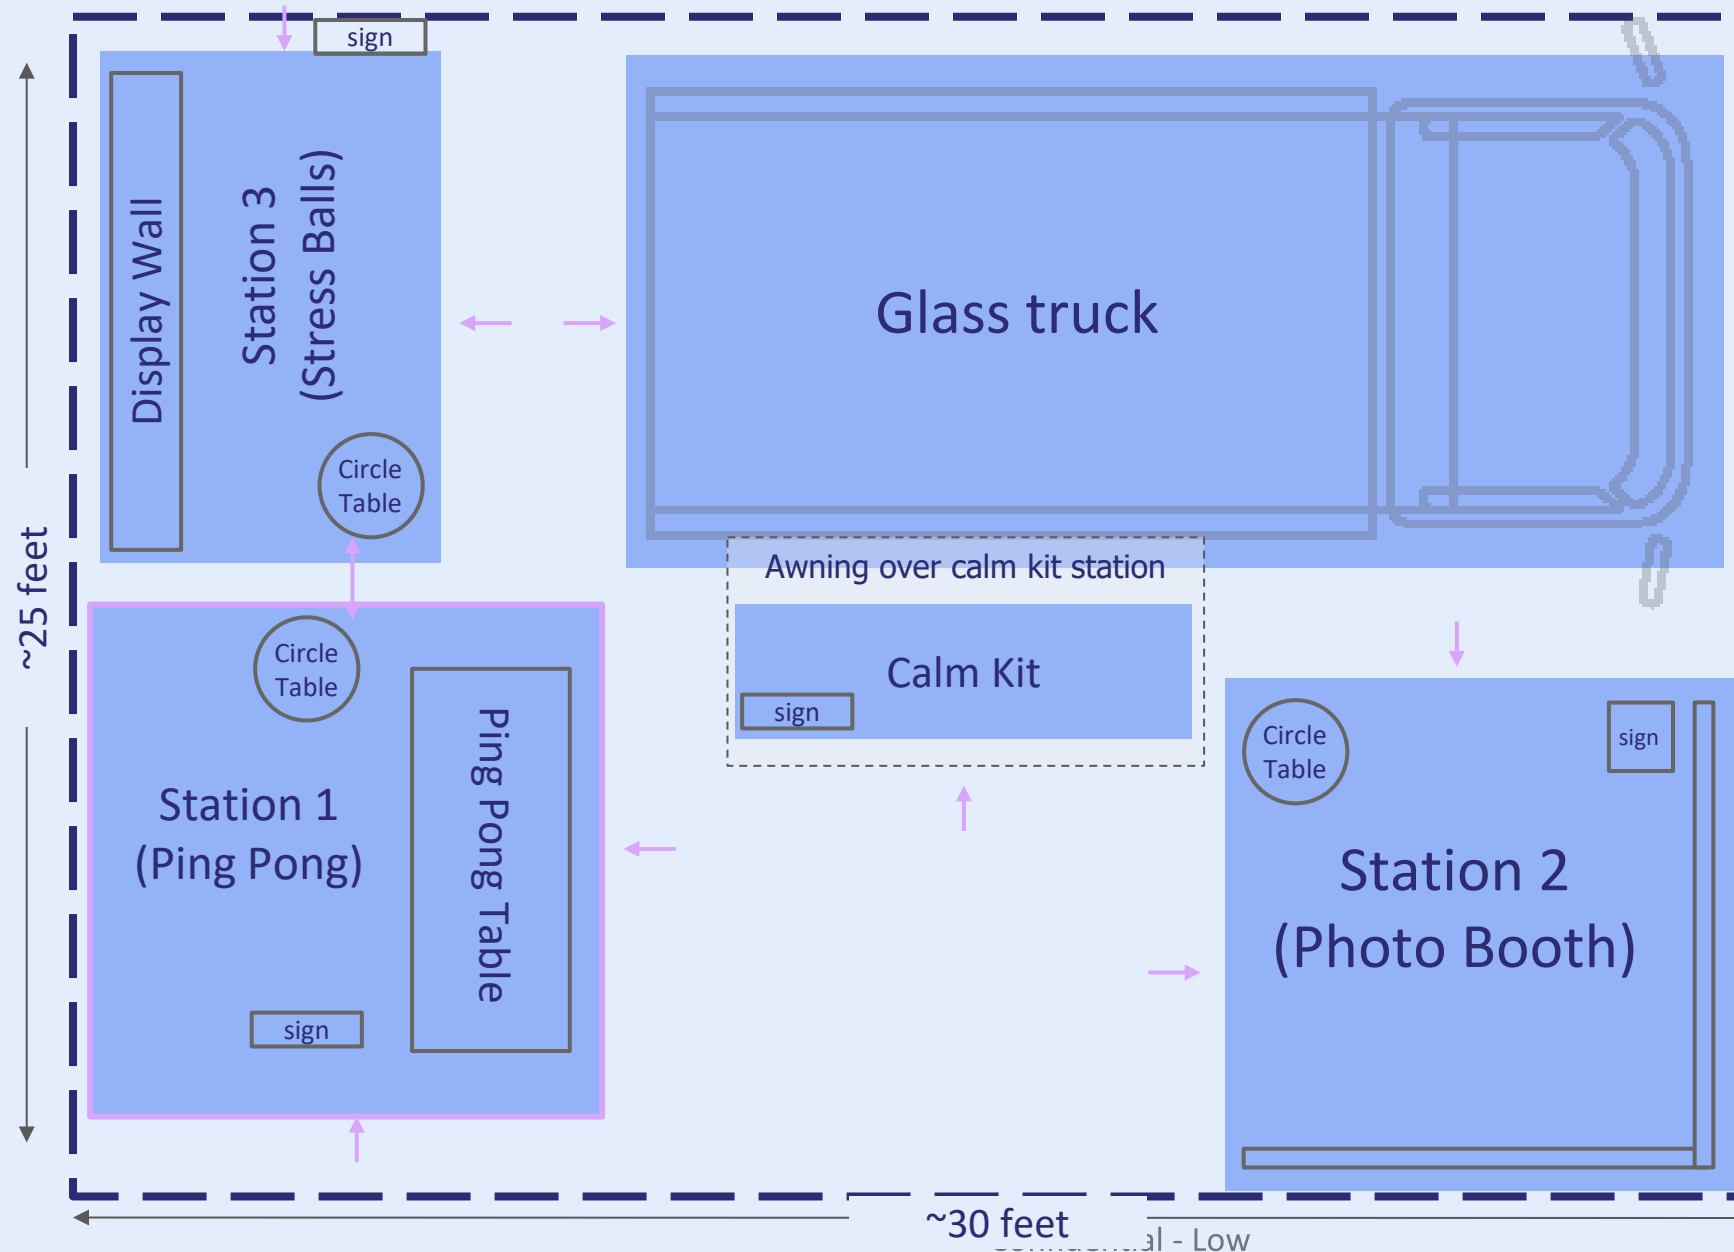 sign
Display Wall
Station 3
(Stress Balls)
Circle
Table
Glass truck
Awning over calm kit station
Calm Kit
sign
~25 feet
Circle
Table
Station 1
(Ping Pong)
Ping Pong Table
sign
Circle
Table
sign
Station 2
(Photo Booth)
~30 feet
- Low